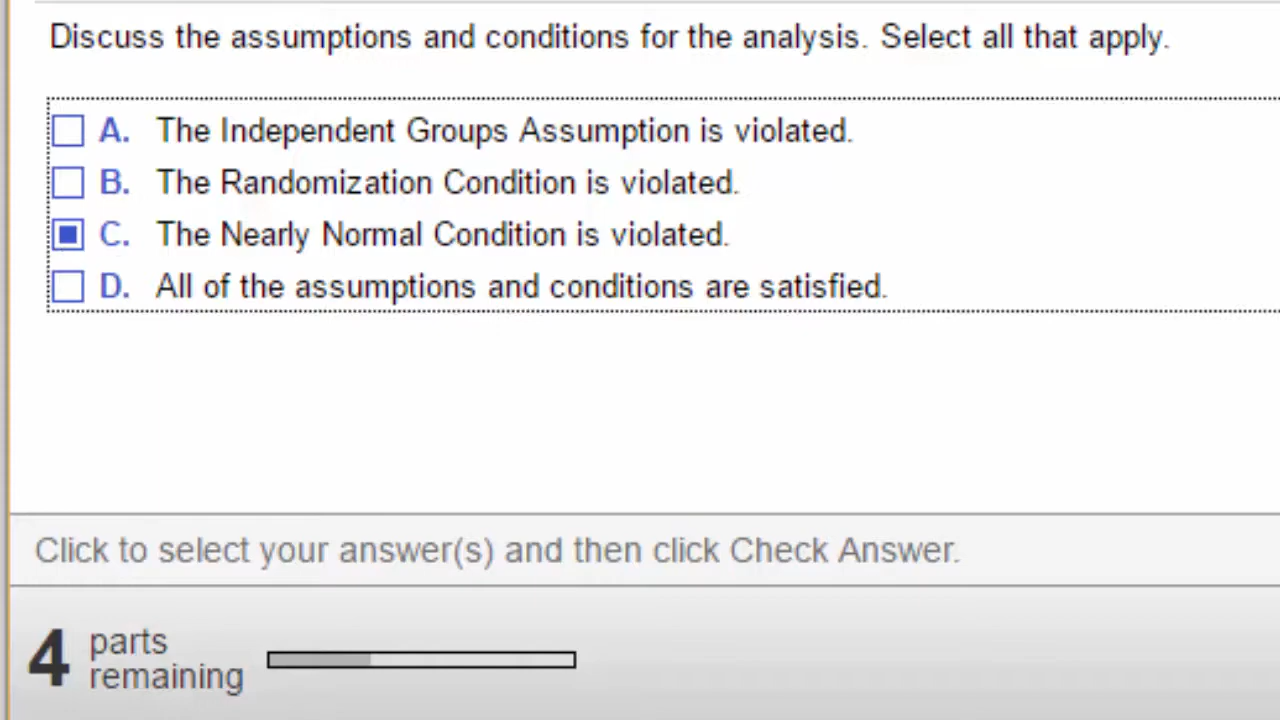 Discuss the assumptions and conditions for the analysis. Select all that apply.
A. The Independent Groups Assumption is violated.
B. The Randomization Condition is violated.
C. The Nearly Normal Condition is violated.
D. All of the assumptions and conditions are satisfied.
Click to select your answer(s) and then click Check Answer.
4 parts
remaining